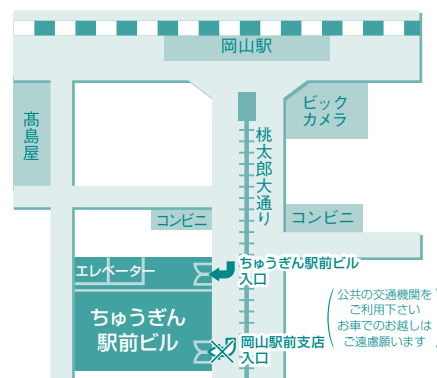 岡山駅
髙島屋
ビック
カメラ
桃太郎大通り
コンビニ
コンビニ
エレベーター
ちゅうぎん駅前ビル
入口
ちゅうぎん
駅前ビル
岡山駅前支店
入口
公共の交通機関を
ご利用下さい
お車でのお越しは
ご遠慮願います